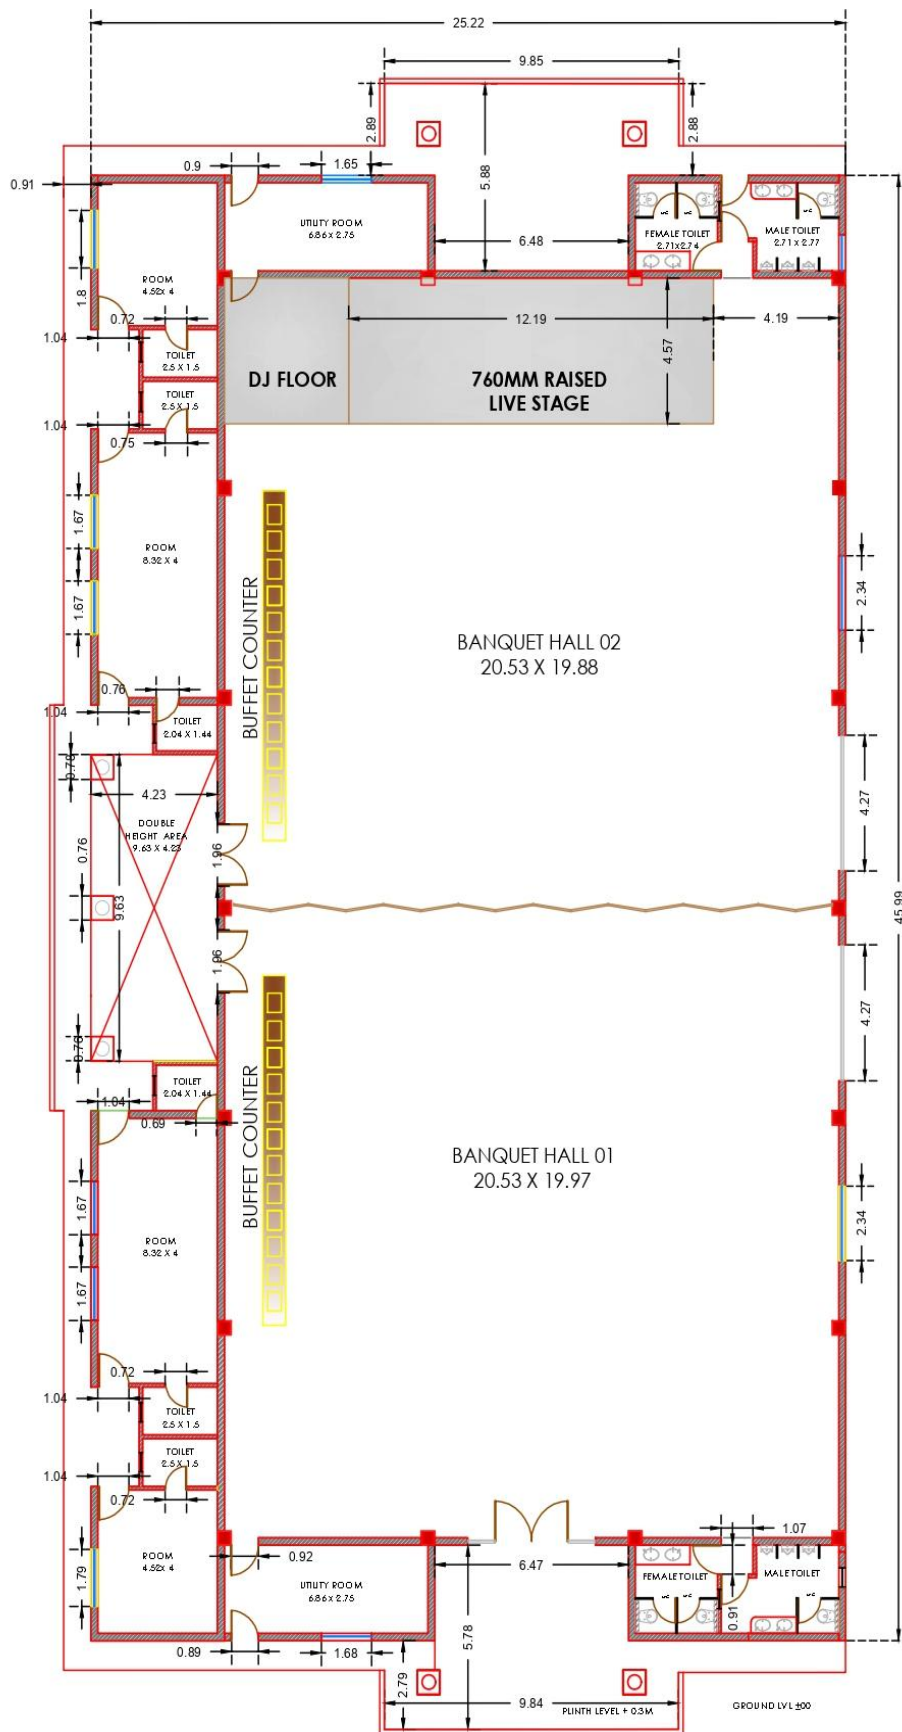 25.22
9.85
2.89
5.88
2.88
0.9
1.65
0.91
UTILITY ROOM
6.86 X 2.75
6.48
FEMALE TOILET
2.71X2.74
MALE TOILET
2.71 X 2.77
ROOM
4.52X 4
1.8
0.72
1.04
TOILET
2.5 X 1.5
12.19
4.19
4.57
DJ FLOOR
760MM RAISED
LIVE STAGE
TOILET
2.5 X 1.5
1.04
0.75
1.67
ROOM
8.32 X 4
1.67
BUFFET COUNTER
BANQUET HALL 02
20.53 X 19.88
2.34
0.76
1.04
TOILET
2.04 X 1.44
0.76
4.23
DOUBLE
HEIGHT AREA
9.63 X 4.23
0.76
9.63
1.96
4.27
45.99
1.96
4.27
0.76
TOILET
2.04 X 1.44
1.04
0.69
BUFFET COUNTER
BANQUET HALL 01
20.53 X 19.97
1.67
ROOM
8.32 X 4
1.67
2.34
0.72
1.04
TOILET
2.5 X 1.5
TOILET
2.5 X 1.5
1.04
0.72
ROOM
4.52X 4
1.79
0.92
UTILITY ROOM
6.86 X 2.75
6.47
1.07
FEMALE TOILET
MALE TOILET
0.91
0.89
1.68
2.79
5.78
9.84
PLINTH LEVEL + 0.3M
GROUND LVL ±00